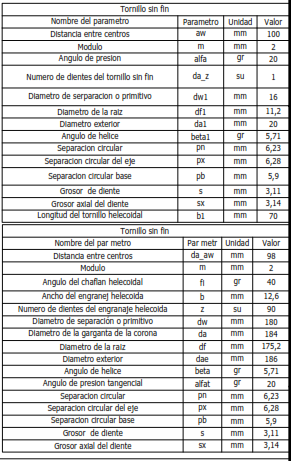 Tornillo sin fin
Nombre del parametro Parametro Unidad Valor
Distancia entre centros aw mm 100
Modulo m mm 2
Angulo de presion alfa gr 20
Numero de dientes del tornillo sin fin da_z su 1
Diametro de serparacion o primitivo dw1 mm 16
Diametro de la raiz df1 mm 11,2
Diametro exterior da1 mm 20
Angulo de helice beta1 gr 5,71
Separacion circular pn mm 6,23
Separacion circular del eje px mm 6,28
Separacion circular base pb mm 5,9
Grosor de diente s mm 3,11
Grosor axial del diente sx mm 3,14
Longitud del tornillo helecoidal b1 mm 70
Tornillo sin fin
Nombre del par metro Par metr Unidad Valor
Distancia entre centros da_aw mm 98
Modulo m mm 2
Angulo del chaflan helecoidal fi gr 40
Ancho del engranej helecoidal b mm 12,6
Numero de dientes del engranaje helecoidal z su 90
Diametro de separación o primitivo dw mm 180
Diametro de la garganta de la corona da mm 184
Diametro de la raiz df mm 175,2
Diametro exterior dae mm 186
Angulo de helice beta gr 5,71
Angulo de presion tangencial alfat gr 20
Separacion circular pn mm 6,23
Separacion circular del eje px mm 6,28
Separacion circular base pb mm 5,9
Grosor de diente s mm 3,11
Grosor axial del diente sx mm 3,14